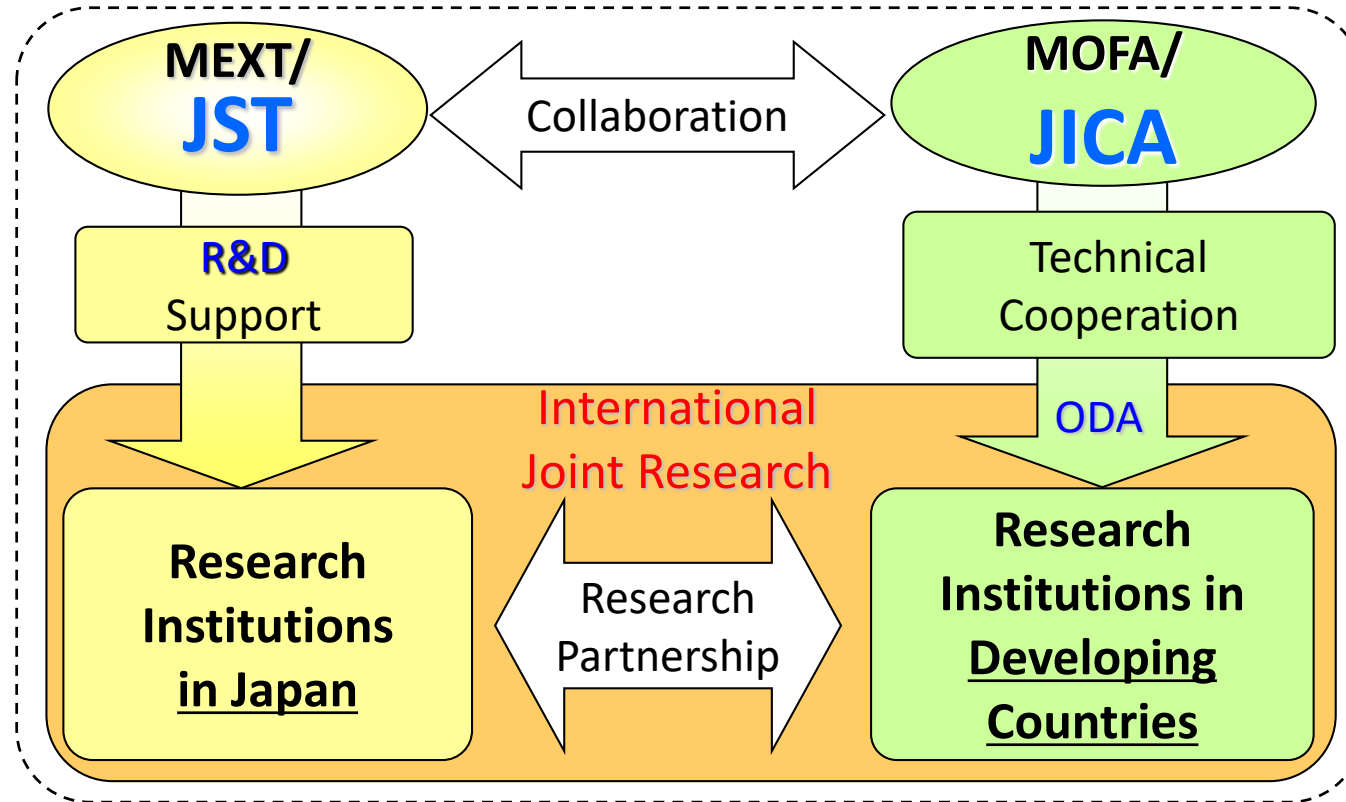 MEXT/
JST
Collaboration
MOFA/
JICA
R&D
Support
Technical
Cooperation
International
Joint Research
ODA
Research
Institutions
in Japan
Research
Partnership
Research
Institutions in
Developing
Countries